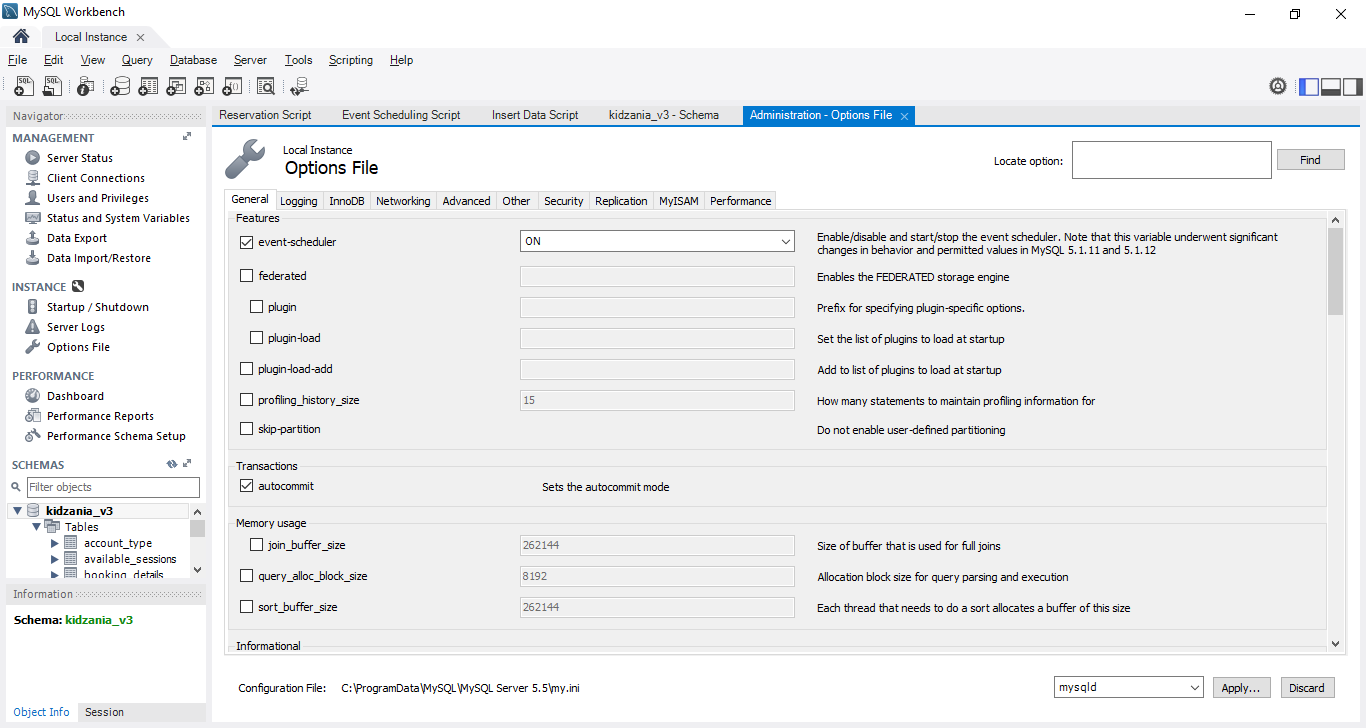 MySQL Workbench
Local Instance
File Edit View Query Database Server Tools Scripting Help
SQL SQL
Navigator
MANAGEMENT
Server Status
Client Connections
Users and Privileges
Status and System Variables
Data Export
Data Import/Restore
INSTANCE
Startup / Shutdown
Server Logs
Options File
PERFORMANCE
Dashboard
Performance Reports
Performance Schema Setup
SCHEMAS
Filter objects
kidzania_v3
Tables
account_type
available_sessions
booking_details
Information
Schema: kidzania_v3
Object Info Session
Reservation Script Event Scheduling Script Insert Data Script kidzania_v3 - Schema Administration - Options File
Local Instance
Options File
Locate option: Find
General Logging InnoDB Networking Advanced Other Security Replication MyISAM Performance
Features
event-scheduler ON Enable/disable and start/stop the event scheduler. Note that this variable underwent significant
changes in behavior and permitted values in MySQL 5.1.11 and 5.1.12
federated Enables the FEDERATED storage engine
plugin Prefix for specifying plugin-specific options.
plugin-load Set the list of plugins to load at startup
plugin-load-add Add to list of plugins to load at startup
profiling_history_size 15 How many statements to maintain profiling information for
skip-partition Do not enable user-defined partitioning
Transactions
autocommit Sets the autocommit mode
Memory usage
join_buffer_size 262144 Size of buffer that is used for full joins
query_alloc_block_size 8192 Allocation block size for query parsing and execution
sort_buffer_size 262144 Each thread that needs to do a sort allocates a buffer of this size
Informational
Configuration File: C:\ProgramData\MySQL\MySQL Server 5.5\my.ini mysqld Apply... Discard